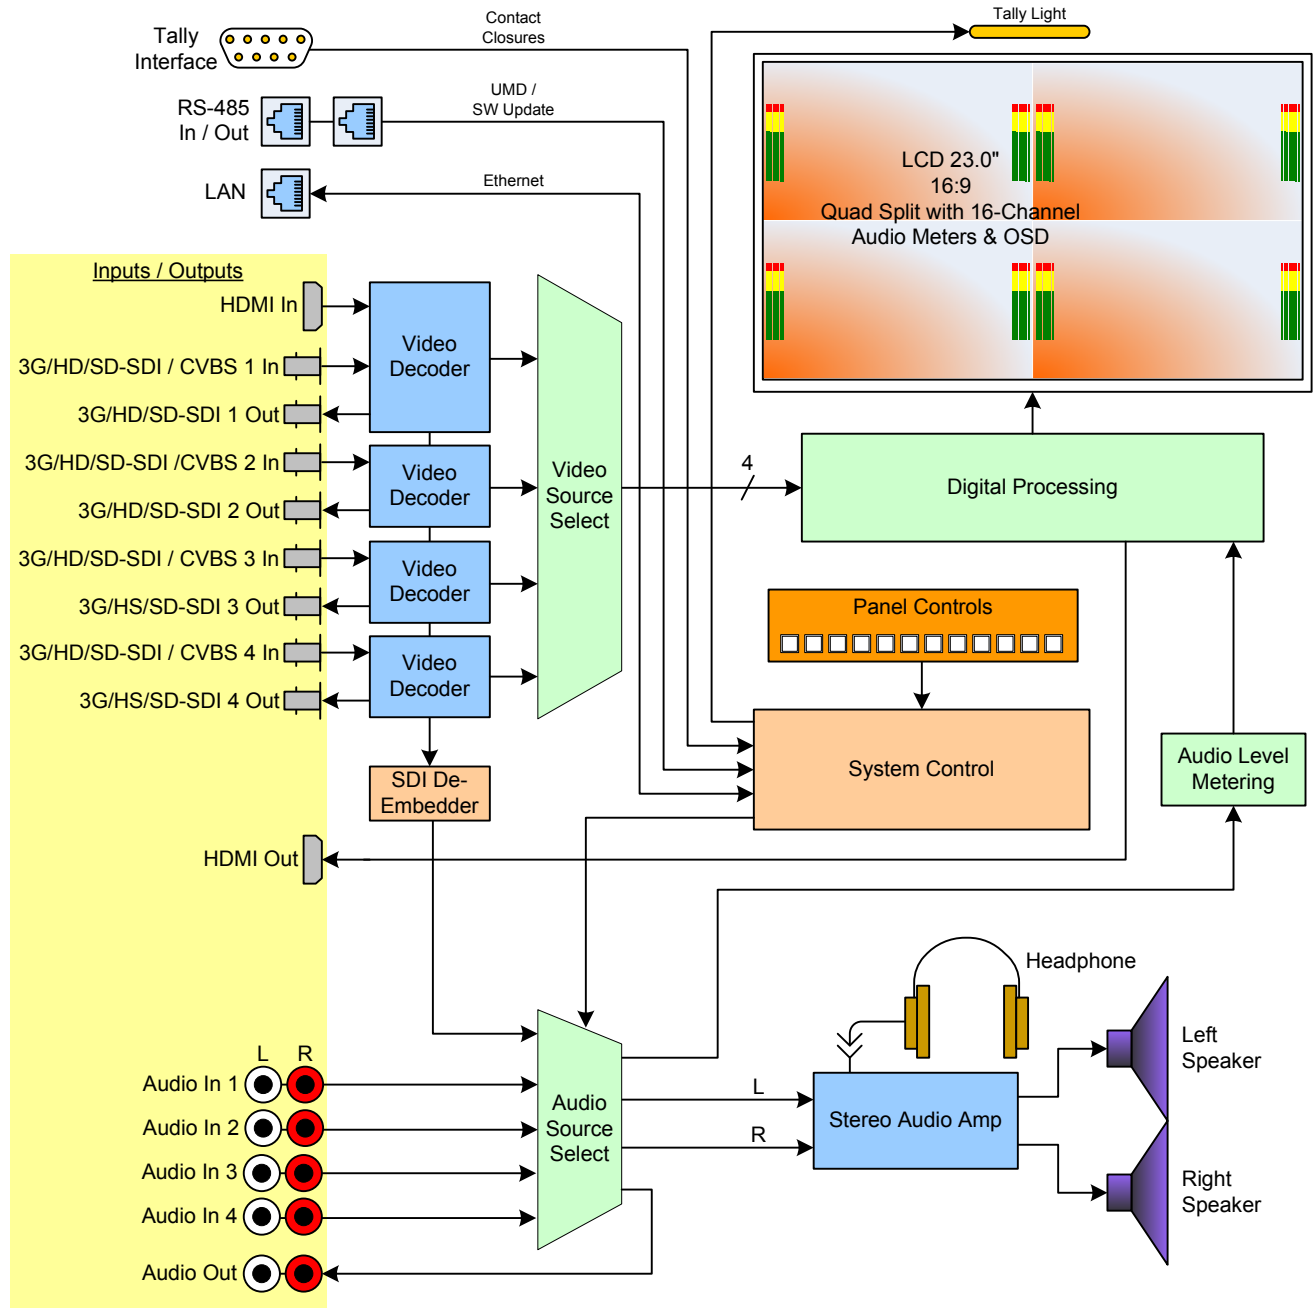 Tally
Interface
Contact
Closures
Tally Light
RS-485
In / Out
UMD /
SW Update
LAN
Ethernet
LCD 23.0"
16:9
Quad Split with 16-Channel
Audio Meters & OSD
Inputs / Outputs
HDMI In
3G/HD/SD-SDI / CVBS 1 In
3G/HD/SD-SDI 1 Out
3G/HD/SD-SDI /CVBS 2 In
3G/HD/SD-SDI 2 Out
3G/HD/SD-SDI / CVBS 3 In
3G/HS/SD-SDI 3 Out
3G/HD/SD-SDI / CVBS 4 In
3G/HS/SD-SDI 4 Out
Video
Decoder
Video
Decoder
Video
Decoder
Video
Decoder
Video
Source
Select
4
Digital Processing
Panel Controls
System Control
Audio Level
Metering
SDI De-
Embedder
HDMI Out
Headphone
Left
Speaker
L R
Audio In 1
Audio In 2
Audio In 3
Audio In 4
Audio Out
Audio
Source
Select
L
R
Stereo Audio Amp
Right
Speaker